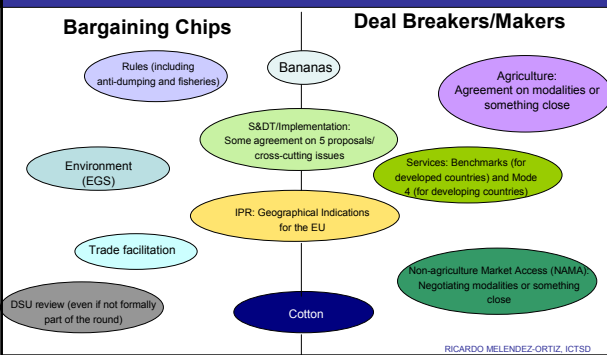 Bargaining Chips
Deal Breakers/Makers
Rules (including
anti-dumping and fisheries)
Bananas
Agriculture:
Agreement on modalities or
something close
S&DT/Implementation:
Some agreement on 5 proposals/
cross-cutting issues
Environment
(EGS)
Services: Benchmarks (for
developed countries) and Mode
4 (for developing countries)
IPR: Geographical Indications
for the EU
Trade facilitation
Non-agriculture Market Access (NAMA):
Negotiating modalities or something
close
DSU review (even if not formally
part of the round)
Cotton
RICARDO MELENDEZ-ORTIZ, ICTSD